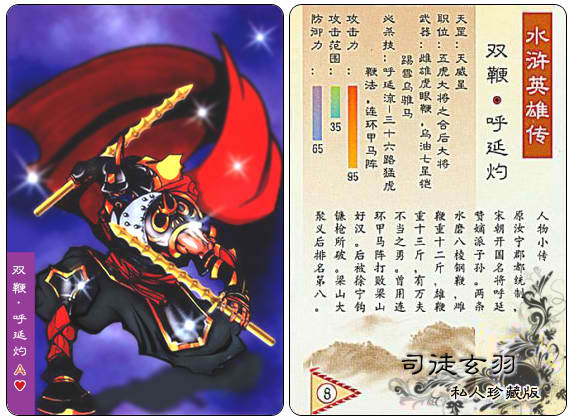 双鞭·呼延灼 A
水浒英雄传
双鞭·呼延灼
天罡：天威星
职位：五虎大将之合后大将
武器：雌雄虎眼鞭，乌油七星铠
踢雪乌骓马
必杀技：呼延流—三十六路猛虎
鞭法，连环甲马阵
攻击力： 95
攻击范围： 35
防御力： 65
人物小传
原汝宁郡都统制，
宋朝开国名将呼延
赞嫡派子孙。两条
水磨八棱钢鞭，雌
鞭重十二斤，雄鞭
重十三斤，有万夫
不当之勇。曾用连
环甲马阵打败梁山
好汉。后被徐宁钩
镰枪所破。梁山大
聚义后排名第八。
司徒玄羽
私人珍藏版
8